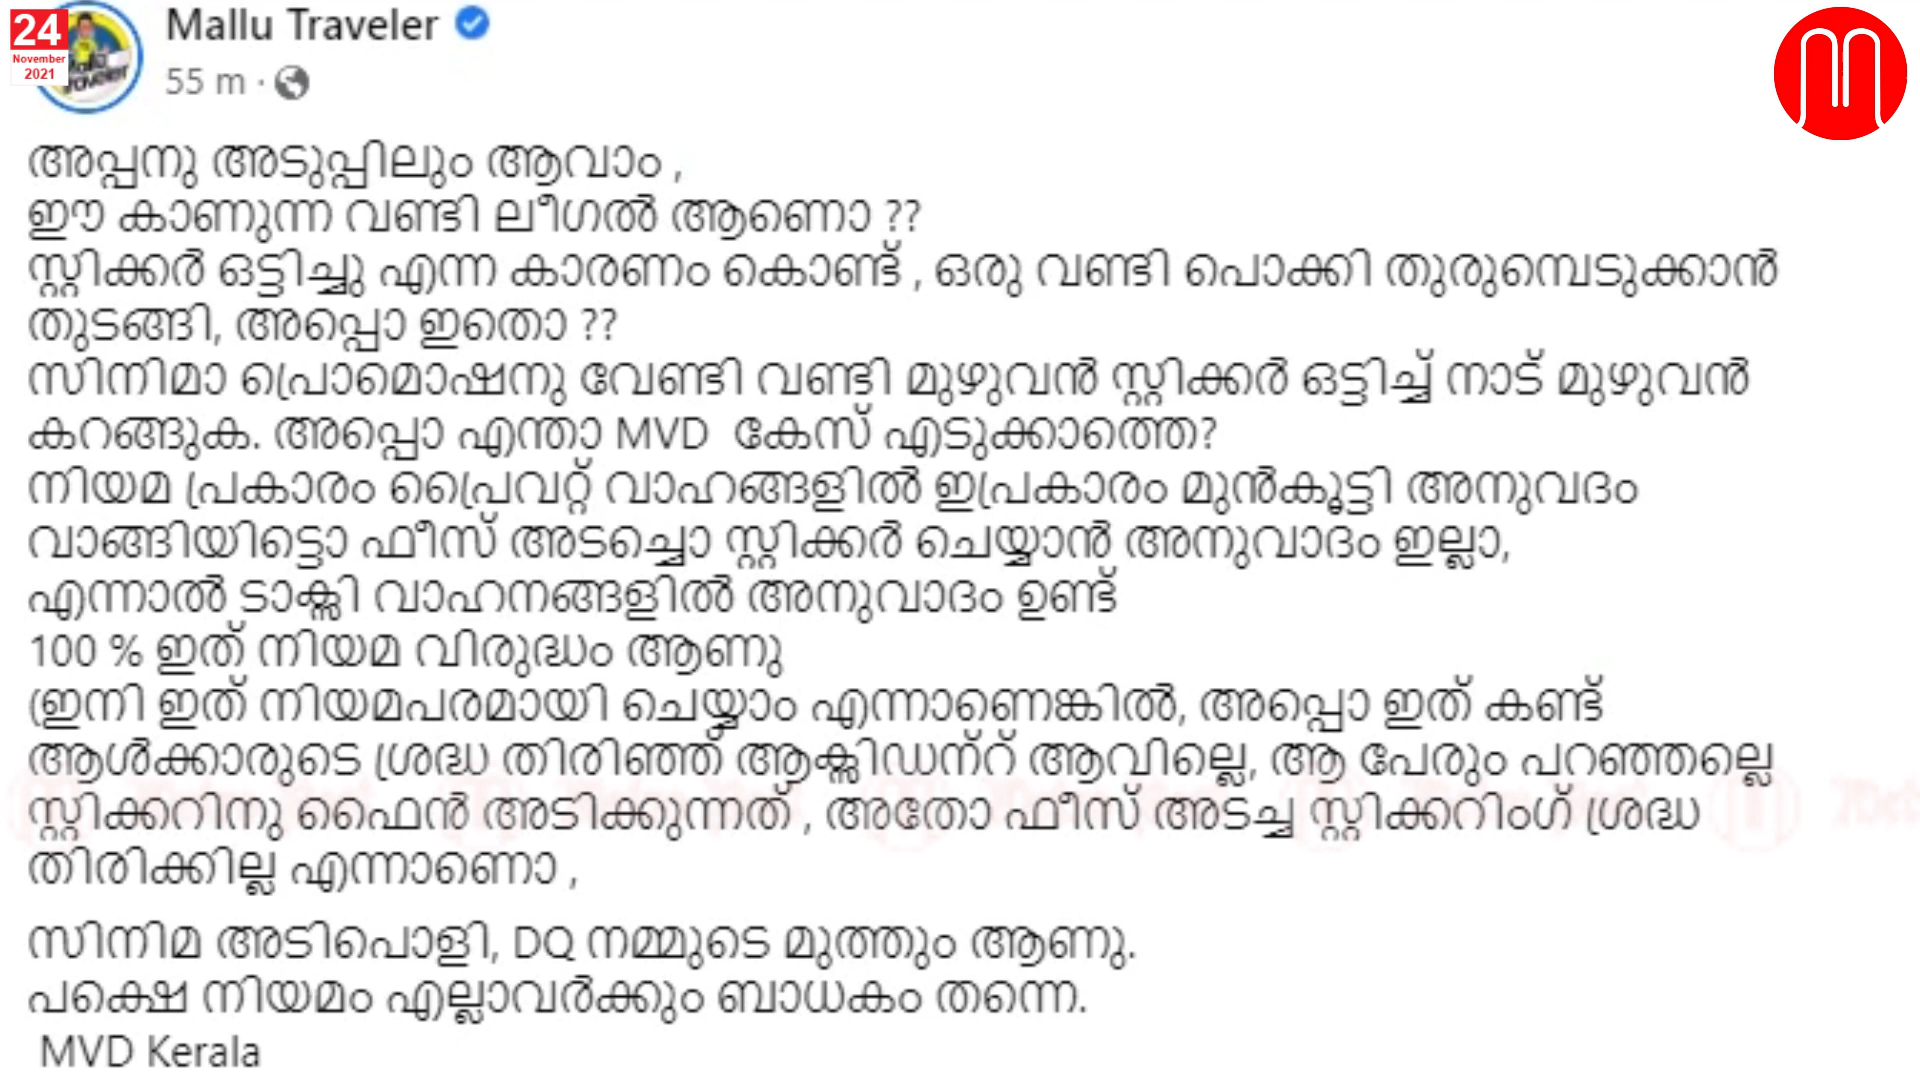 24
November
2021
Mallu Traveler
55 m ·
അപ്പനു അടുപ്പിലും ആവാം ,
ഈ കാണുന്ന വണ്ടി ലീഗൽ ആണൊ ??
സ്റ്റിക്കർ ഒട്ടിച്ചു എന്ന കാരണം കൊണ്ട് , ഒരു വണ്ടി പൊക്കി തുരുമ്പെടുക്കാൻ
തുടങ്ങി, അപ്പൊ ഇതൊ ??
സിനിമാ പ്രൊമൊഷനു വേണ്ടി വണ്ടി മുഴുവൻ സ്റ്റിക്കർ ഒട്ടിച്ച് നാട് മുഴുവൻ
കറങ്ങുക. അപ്പൊ എന്താ MVD കേസ് എടുക്കാത്തെ?
നിയമ പ്രകാരം പ്രൈവറ്റ് വാഹങ്ങളിൽ ഇപ്രകാരം മുൻകൂട്ടി അനുവദം
വാങ്ങിയിട്ടൊ ഫീസ് അടച്ചൊ സ്റ്റിക്കർ ചെയ്യാൻ അനുവാദം ഇല്ലാ,
എന്നാൽ ടാക്സി വാഹനങ്ങളിൽ അനുവാദം ഉണ്ട്
100 % ഇത് നിയമ വിരുദ്ധം ആണു
(ഇനി ഇത് നിയമപരമായി ചെയ്യാം എന്നാണെങ്കിൽ, അപ്പൊ ഇത് കണ്ട്
ആൾക്കാരുടെ ശ്രദ്ധ തിരിഞ്ഞ് ആക്സിഡന്റ് ആവില്ലെ, ആ പേരും പറഞ്ഞല്ലെ
സ്റ്റിക്കറിനു ഫൈൻ അടിക്കുന്നത് , അതോ ഫീസ് അടച്ച സ്റ്റിക്കറിംഗ് ശ്രദ്ധ
തിരിക്കില്ല എന്നാണൊ ,
സിനിമ അടിപൊളി, DQ നമ്മുടെ മുത്തും ആണു.
പക്ഷെ നിയമം എല്ലാവർക്കും ബാധകം തന്നെ.
MVD Kerala